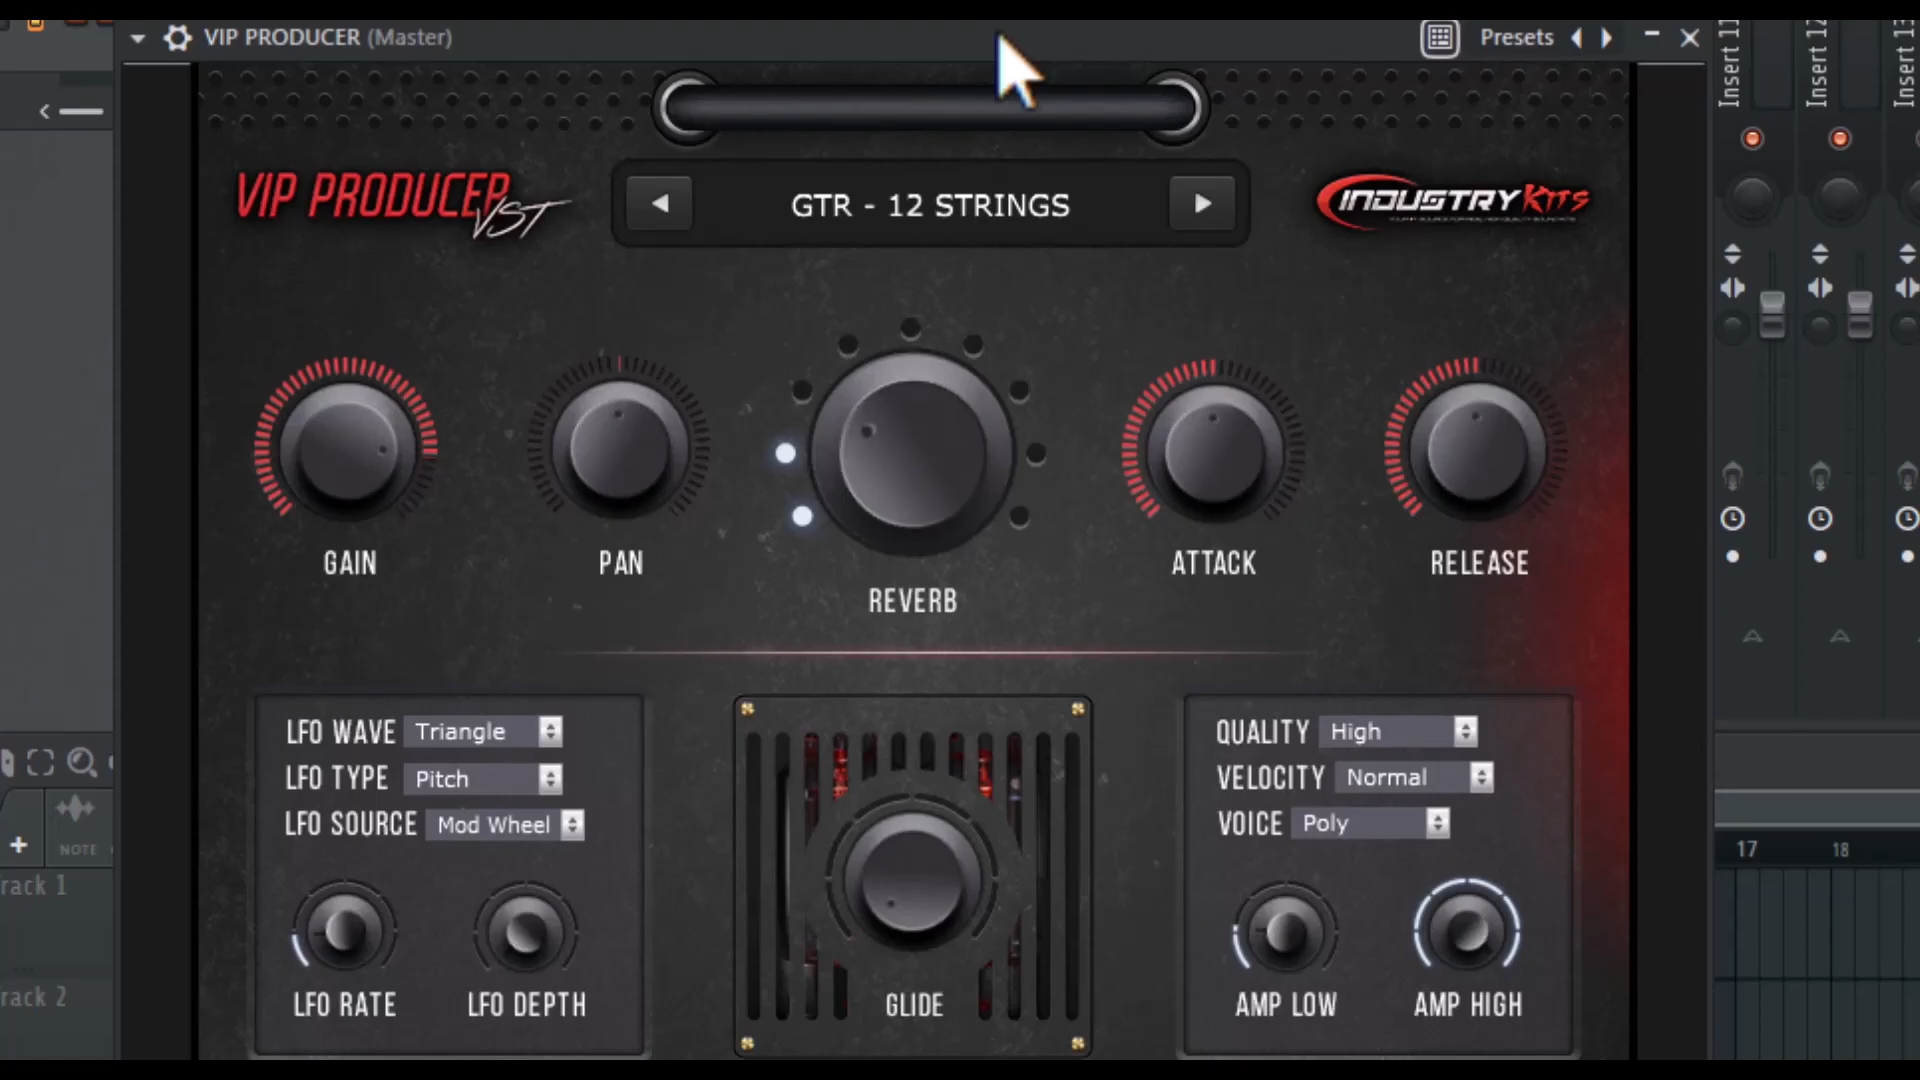 VIP PRODUCER (Master)
Presets
Insert 11
Insert 12
Insert 13
VIP PRODUCER
VST
GTR - 12 STRINGS
INDUSTRYKITS
GAIN
PAN
REVERB
ATTACK
RELEASE
LFO WAVE Triangle
LFO TYPE Pitch
LFO SOURCE Mod Wheel
LFO RATE
LFO DEPTH
GLIDE
QUALITY High
VELOCITY Normal
VOICE Poly
AMP LOW
AMP HIGH
NOTE
rack 1
rack 2
17
18